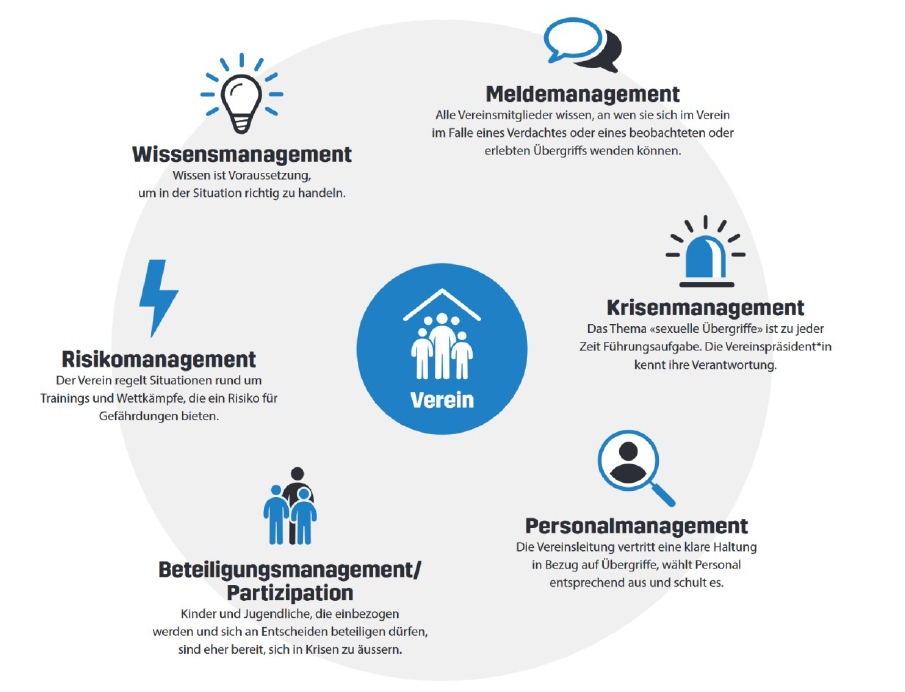 Meldemanagement
Alle Vereinsmitglieder wissen, an wen sie sich im Verein
im Falle eines Verdachtes oder eines beobachteten oder
erlebten Übergriffs wenden können.
Wissensmanagement
Wissen ist Voraussetzung,
um in der Situation richtig zu handeln.
Krisenmanagement
Das Thema «sexuelle Übergriffe» ist zu jeder
Zeit Führungsaufgabe. Die Vereinspräsident*in
kennt ihre Verantwortung.
Risikomanagement
Der Verein regelt Situationen rund um
Trainings und Wettkämpfe, die ein Risiko für
Gefährdungen bieten.
Verein
Personalmanagement
Die Vereinsleitung vertritt eine klare Haltung
in Bezug auf Übergriffe, wählt Personal
entsprechend aus und schult es.
Beteiligungsmanagement/
Partizipation
Kinder und Jugendliche, die einbezogen
werden und sich an Entscheiden beteiligen dürfen,
sind eher bereit, sich in Krisen zu äussern.